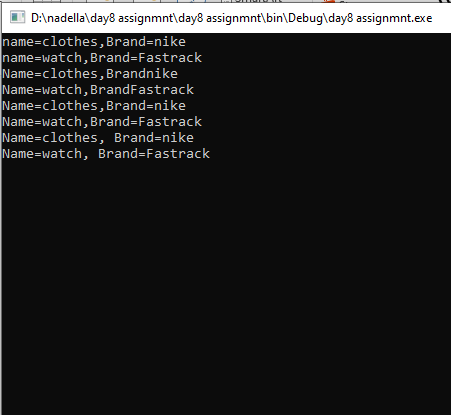 D:\nadella\day8 assignmnt\day8 assignmnt\bin\Debug\day8 assignmnt.exe
name=clothes,Brand=nike
name=watch,Brand=Fastrack
Name=clothes,Brandnike
Name=watch,BrandFastrack
Name=clothes,Brand=nike
Name=watch,Brand=Fastrack
Name=clothes, Brand=nike
Name=watch, Brand=Fastrack